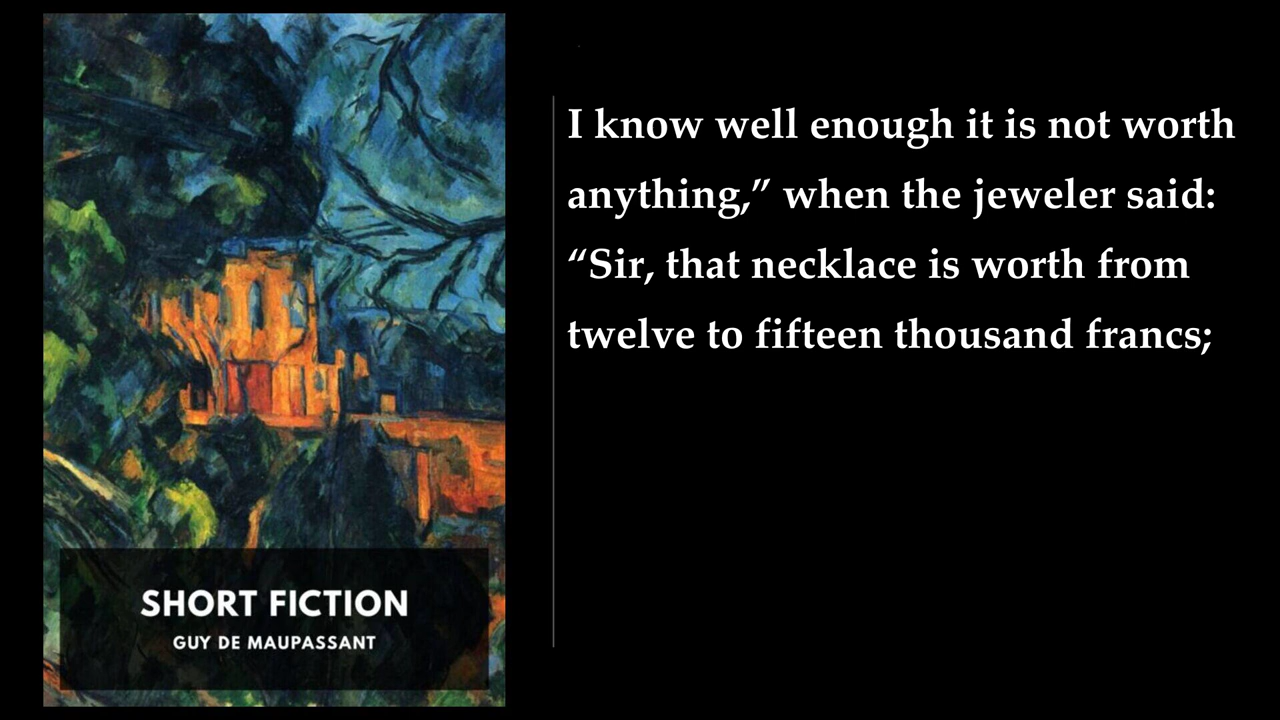 I know well enough it is not worth
anything,” when the jeweler said:
“Sir, that necklace is worth from
twelve to fifteen thousand francs;
SHORT FICTION
GUY DE MAUPASSANT